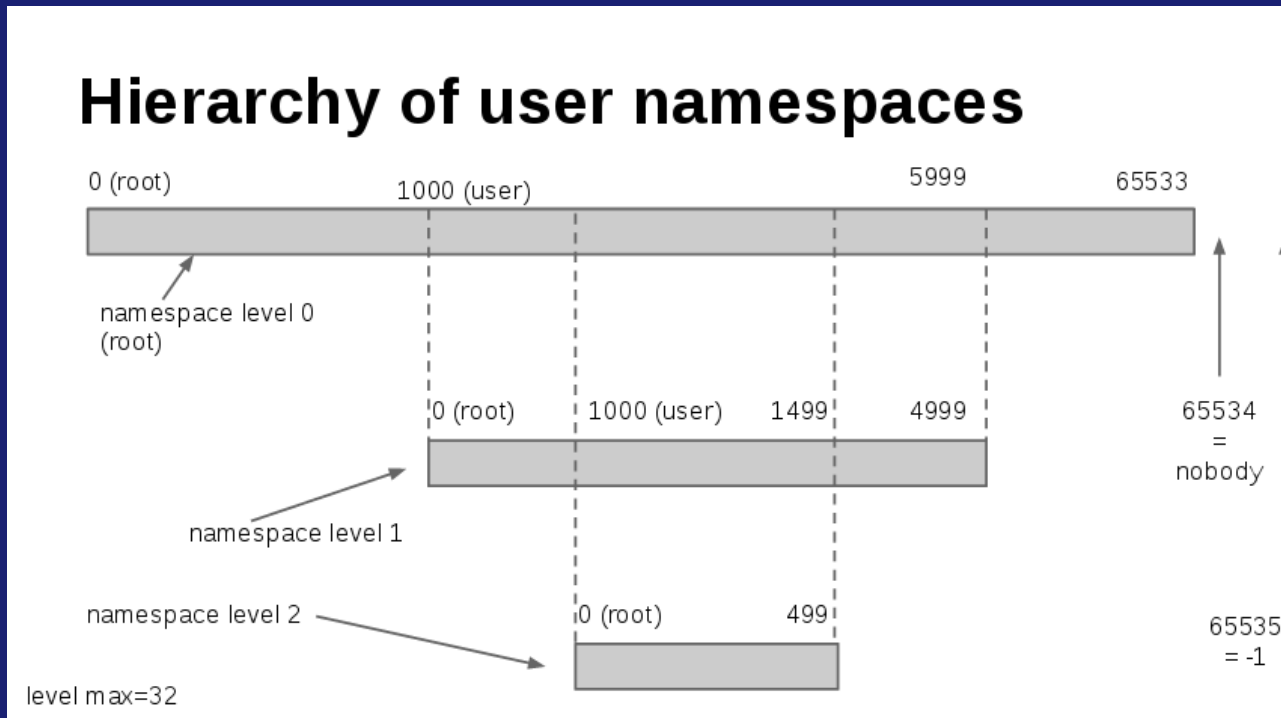 Hierarchy of user namespaces
0 (root)
1000 (user)
5999
65533
namespace level 0
(root)
0 (root)
1000 (user)
1499
4999
65534
=
nobody
namespace level 1
namespace level 2
0 (root)
499
65535
= -1
level max=32